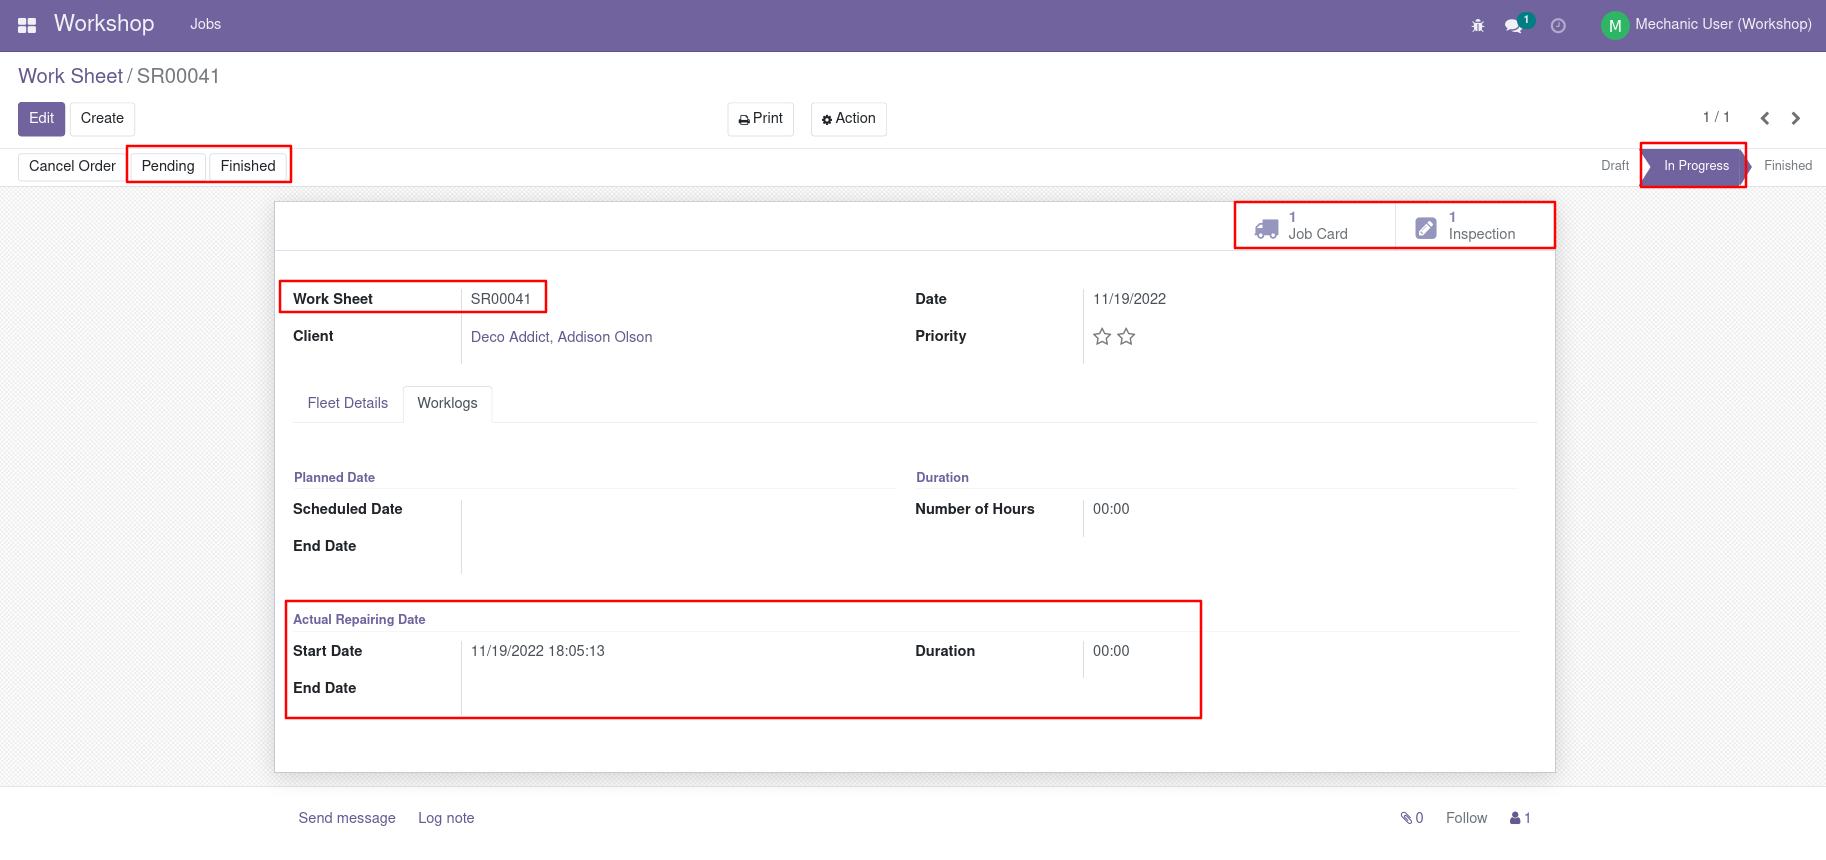 Workshop Jobs 1 M Mechanic User (Workshop)
Work Sheet / SR00041
Edit Create Print Action 1 / 1
Cancel Order Pending Finished Draft In Progress Finished
1 Job Card 1 Inspection
Work Sheet SR00041 Date 11/19/2022
Client Deco Addict, Addison Olson Priority
Fleet Details Worklogs
Planned Date Duration
Scheduled Date Number of Hours 00:00
End Date
Actual Repairing Date
Start Date 11/19/2022 18:05:13 Duration 00:00
End Date
Send message Log note 0 Follow 1